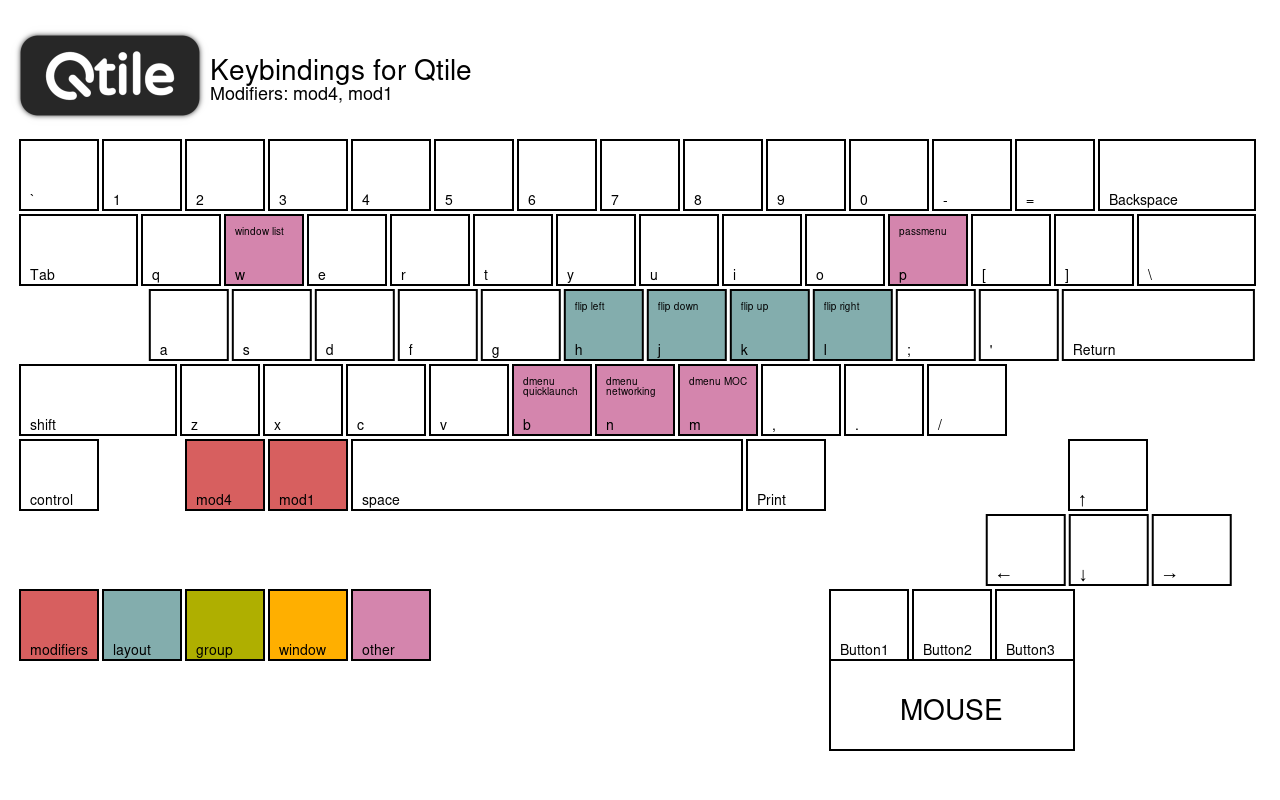 Qtile
Keybindings for Qtile
Modifiers: mod4, mod1
` 1 2 3 4 5 6 7 8 9 0 - = Backspace
window list passmenu
Tab q w e r t y u i o p [ ] \
flip left flip down flip up flip right
a s d f g h j k l ; ' Return
dmenu quicklaunch dmenu networking dmenu MOC
shift z x c v b n m , . /
control mod4 mod1 space Print ↑
← ↓ →
modifiers layout group window other Button1 Button2 Button3
MOUSE